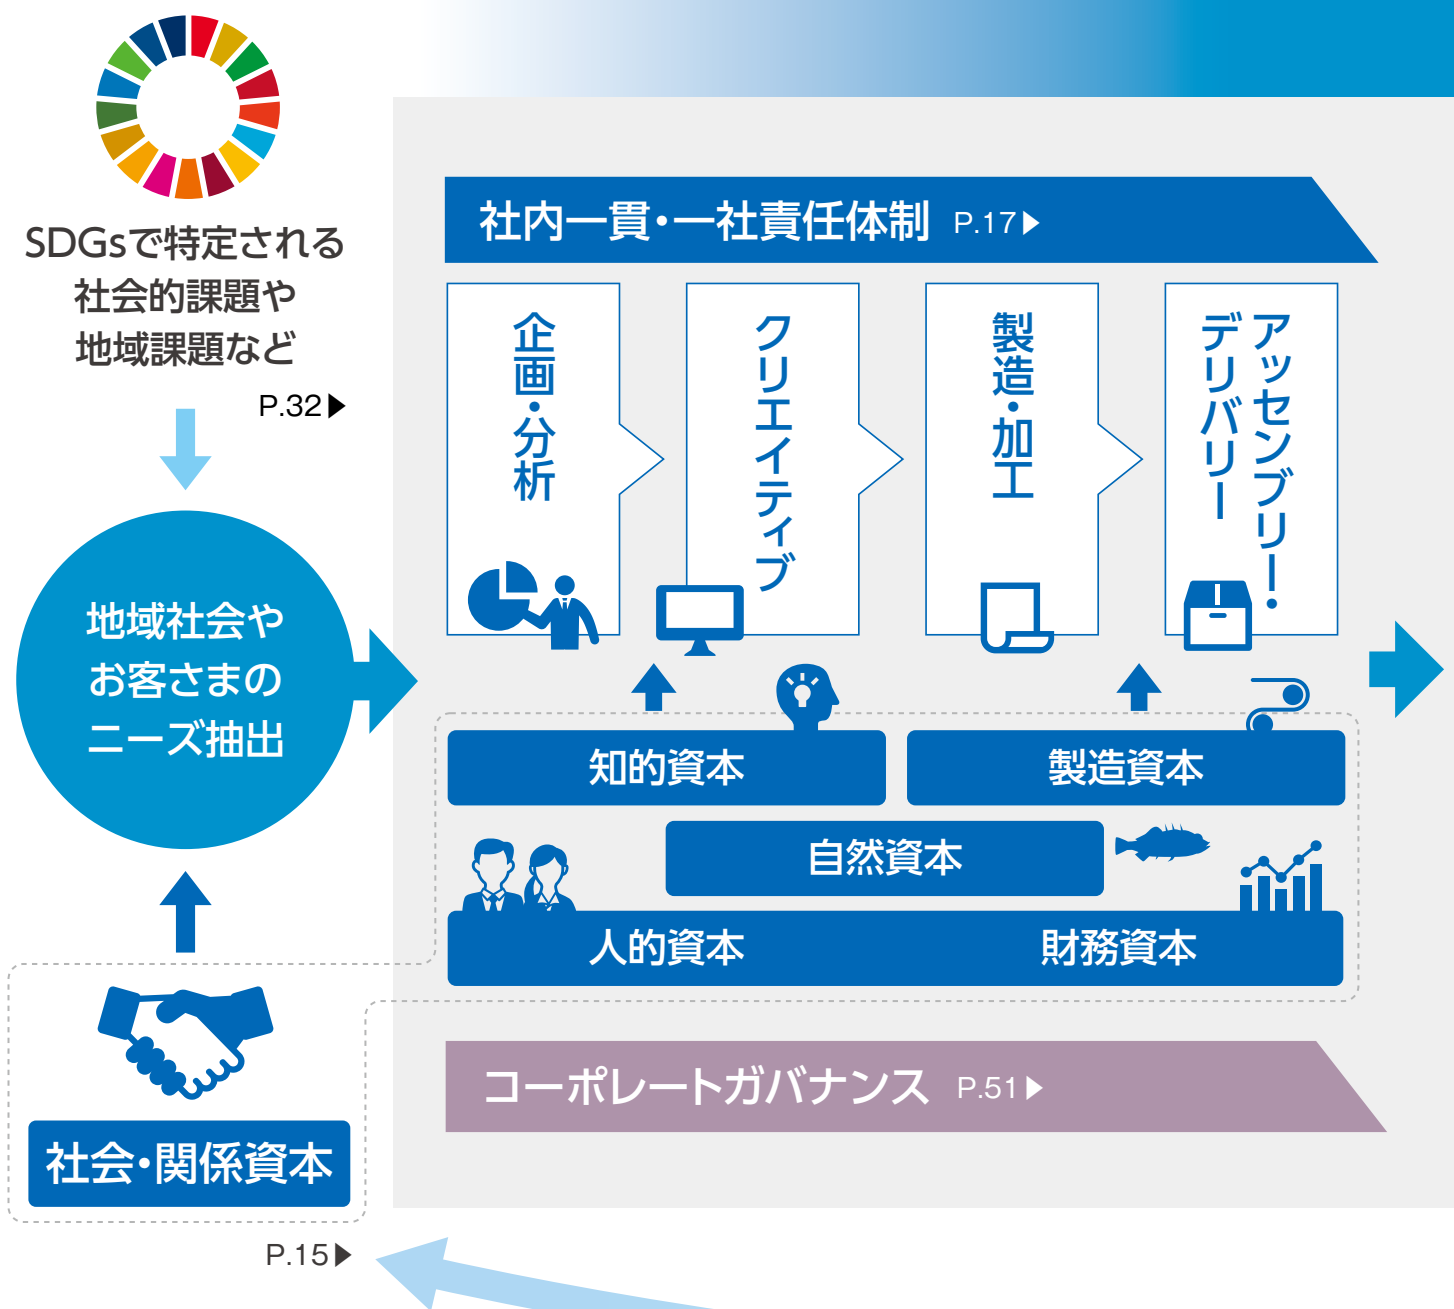 SDGsで特定される
社会的課題や
地域課題など
P.32▶
地域社会や
お客さまの
ニーズ抽出
社会・関係資本
P.15▶
社内一貫・一社責任体制 P.17▶
企画・分析
クリエイティブ
製造・加工
アッセンブリー・
デリバリー
知的資本
製造資本
自然資本
人的資本
財務資本
コーポレートガバナンス P.51▶